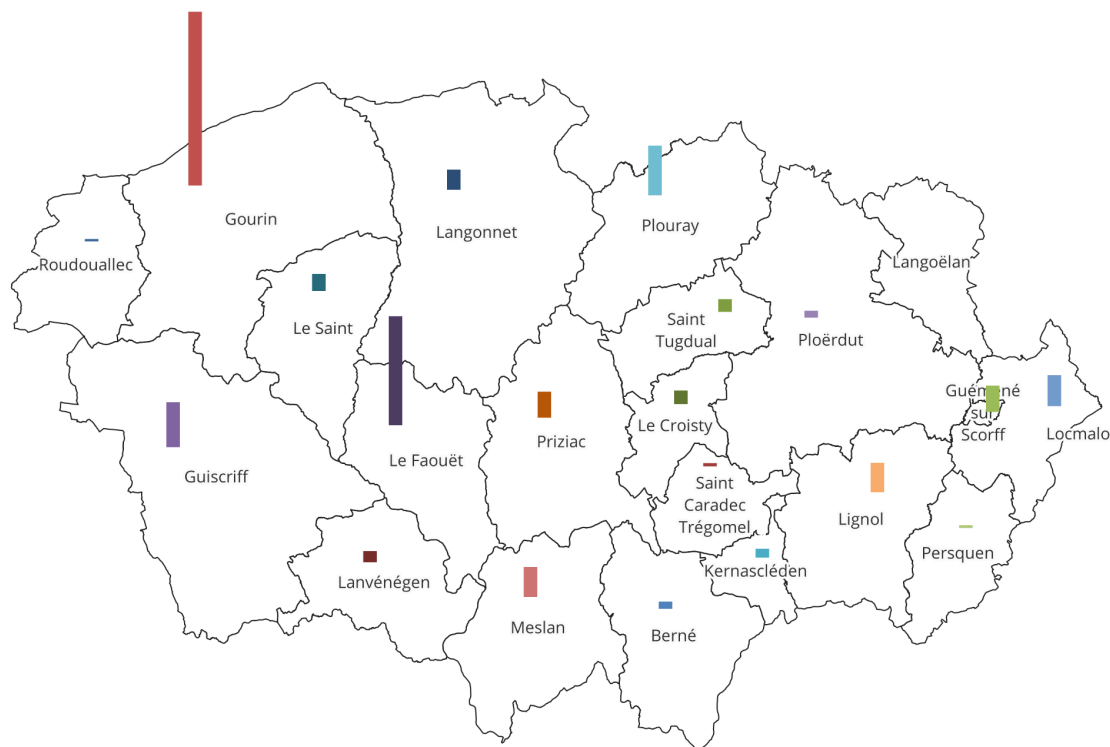 Gourin
Langonnet
Plouray
Langoëlan
Roudouallec
Le Saint
Saint
Tugdual
Ploërdut
Guémené
sur
Scorff
Locmalo
Le Croisty
Priziac
Le Faouët
Guiscriff
Saint
Caradec
Trégomel
Lignol
Persquen
Kernascléden
Lanvénégen
Meslan
Berné